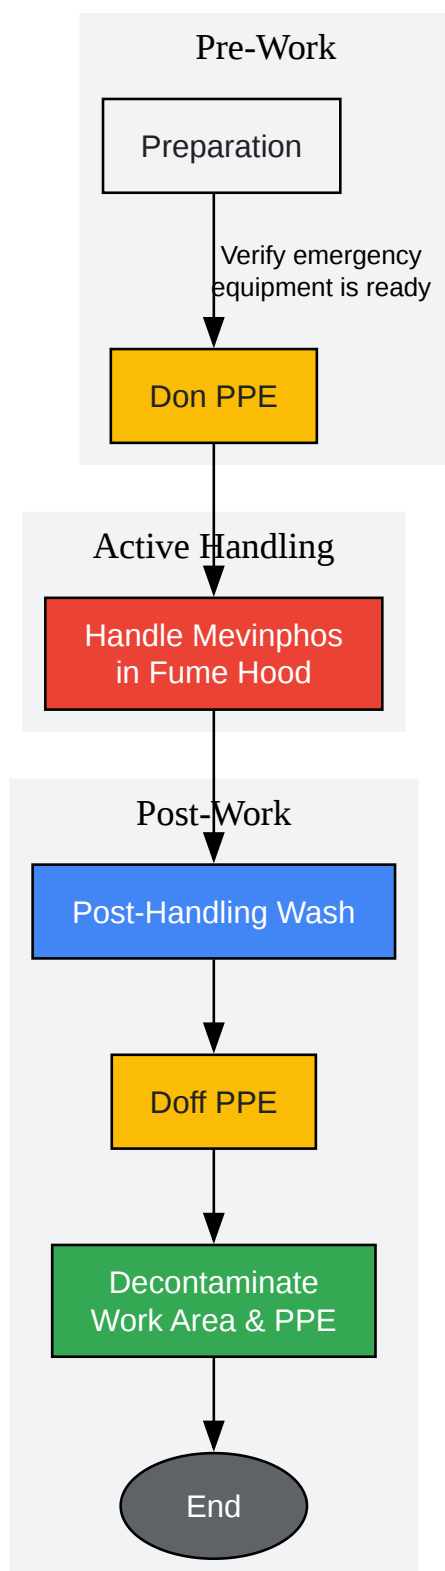 Pre-Work
Preparation
Verify emergency
equipment is ready
Don PPE
Active Handling
Handle Mevinphos
in Fume Hood
Post-Work
Post-Handling Wash
Doff PPE
Decontaminate
Work Area & PPE
End